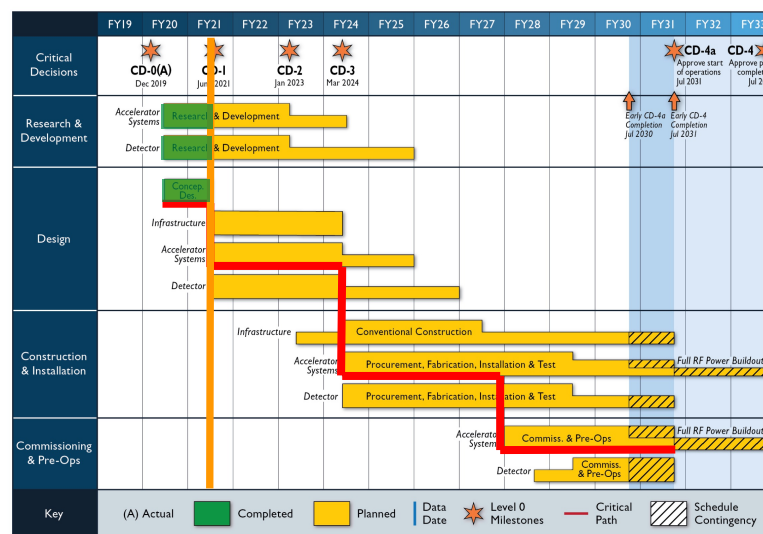 FY19 FY20 FY21 FY22 FY23 FY24 FY25 FY26 FY27 FY28 FY29 FY30 FY31 FY32 FY33
Critical
Decisions
CD-0(A)
Dec 2019
CD-1
2021
CD-2
Jan 2023
CD-3
Mar 2024
CD-4a
Approve start
of operations
Jul 2031
CD-4
Approve
Early CD-4a
Completion
Jul 2030
Early CD-4
Completion
Jul 2031
Research &
Development
Accelerator
Systems
Research & Development
Detector
Research & Development
Design
Concep.
Des.
Infrastructure
Accelerator
Systems
Detector
Construction
& Installation
Infrastructure
Conventional Construction
Accelerator
Systems
Procurement, Fabrication, Installation & Test
Full RF Power Buildout
Detector
Procurement, Fabrication, Installation & Test
Commissioning
& Pre-Ops
Accelerator
Systems
Commiss. & Pre-Ops
Full RF Power Buildout
Detector
Commiss.
& Pre-Ops
Key
(A) Actual
Completed
Planned
Data
Date
Level 0
Milestones
Critical
Path
Schedule
Contingency